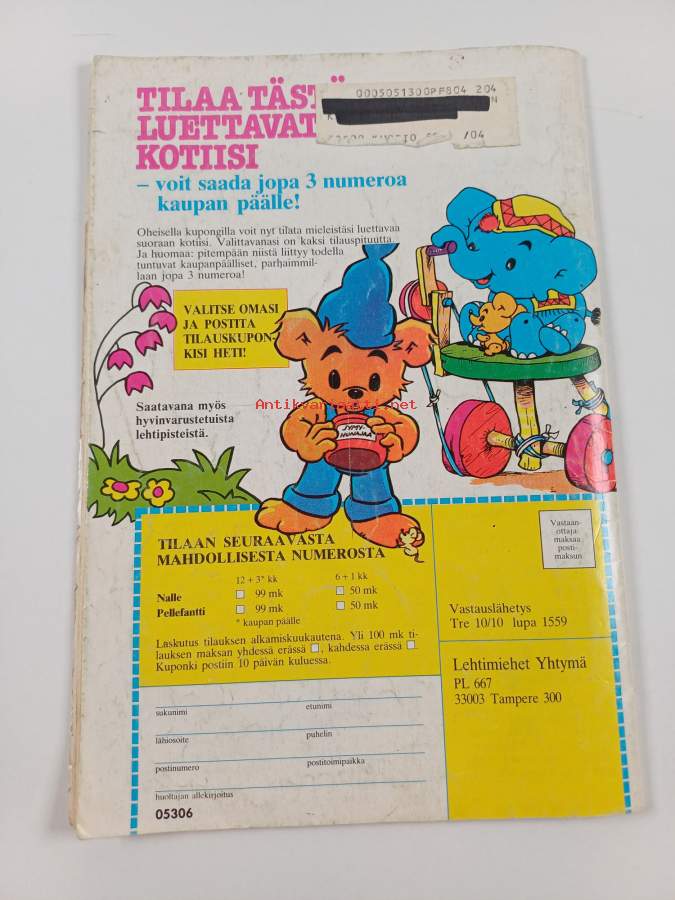 0005051300PF804 204
N
/04
TILAA TÄSTÄ
LUETTAVAT
KOTIISI
– voit saada jopa 3 numeroa
kaupan päälle!
Oheisella kupongilla voit nyt tilata mieleistäsi luettavaa
suoraan kotiisi. Valittavanasi on kaksi tilauspituutta.
Ja huomaa: pitempään niistä liittyy todella
tuntuvat kaupanpäälliset, parhaimmil-
laan jopa 3 numeroa!
VALITSE OMASI
JA POSTITA
TILAUSKUPON-
KISI HETI!
Saatavana myös
hyvinvarustetuista
lehtipisteistä.
Antikvariaatti.net
JYMY-
HUNAJAA
TILAAN SEURAAVASTA
MAHDOLLISESTA NUMEROSTA
12 + 3* kk 6 + 1 kk
Nalle 99 mk 50 mk
Pellefantti 99 mk 50 mk
* kaupan päälle
Laskutus tilauksen alkamiskuukautena. Yli 100 mk ti-
lauksen maksan yhdessä erässä , kahdessa erässä .
Kuponki postiin 10 päivän kuluessa.
sukunimi etunimi
lähiosoite puhelin
postinumero postitoimipaikka
huoltajan allekirjoitus
05306
Vastaan-
ottaja
maksaa
posti-
maksun
Vastauslähetys
Tre 10/10 lupa 1559
Lehtimiehet Yhtymä
PL 667
33003 Tampere 300